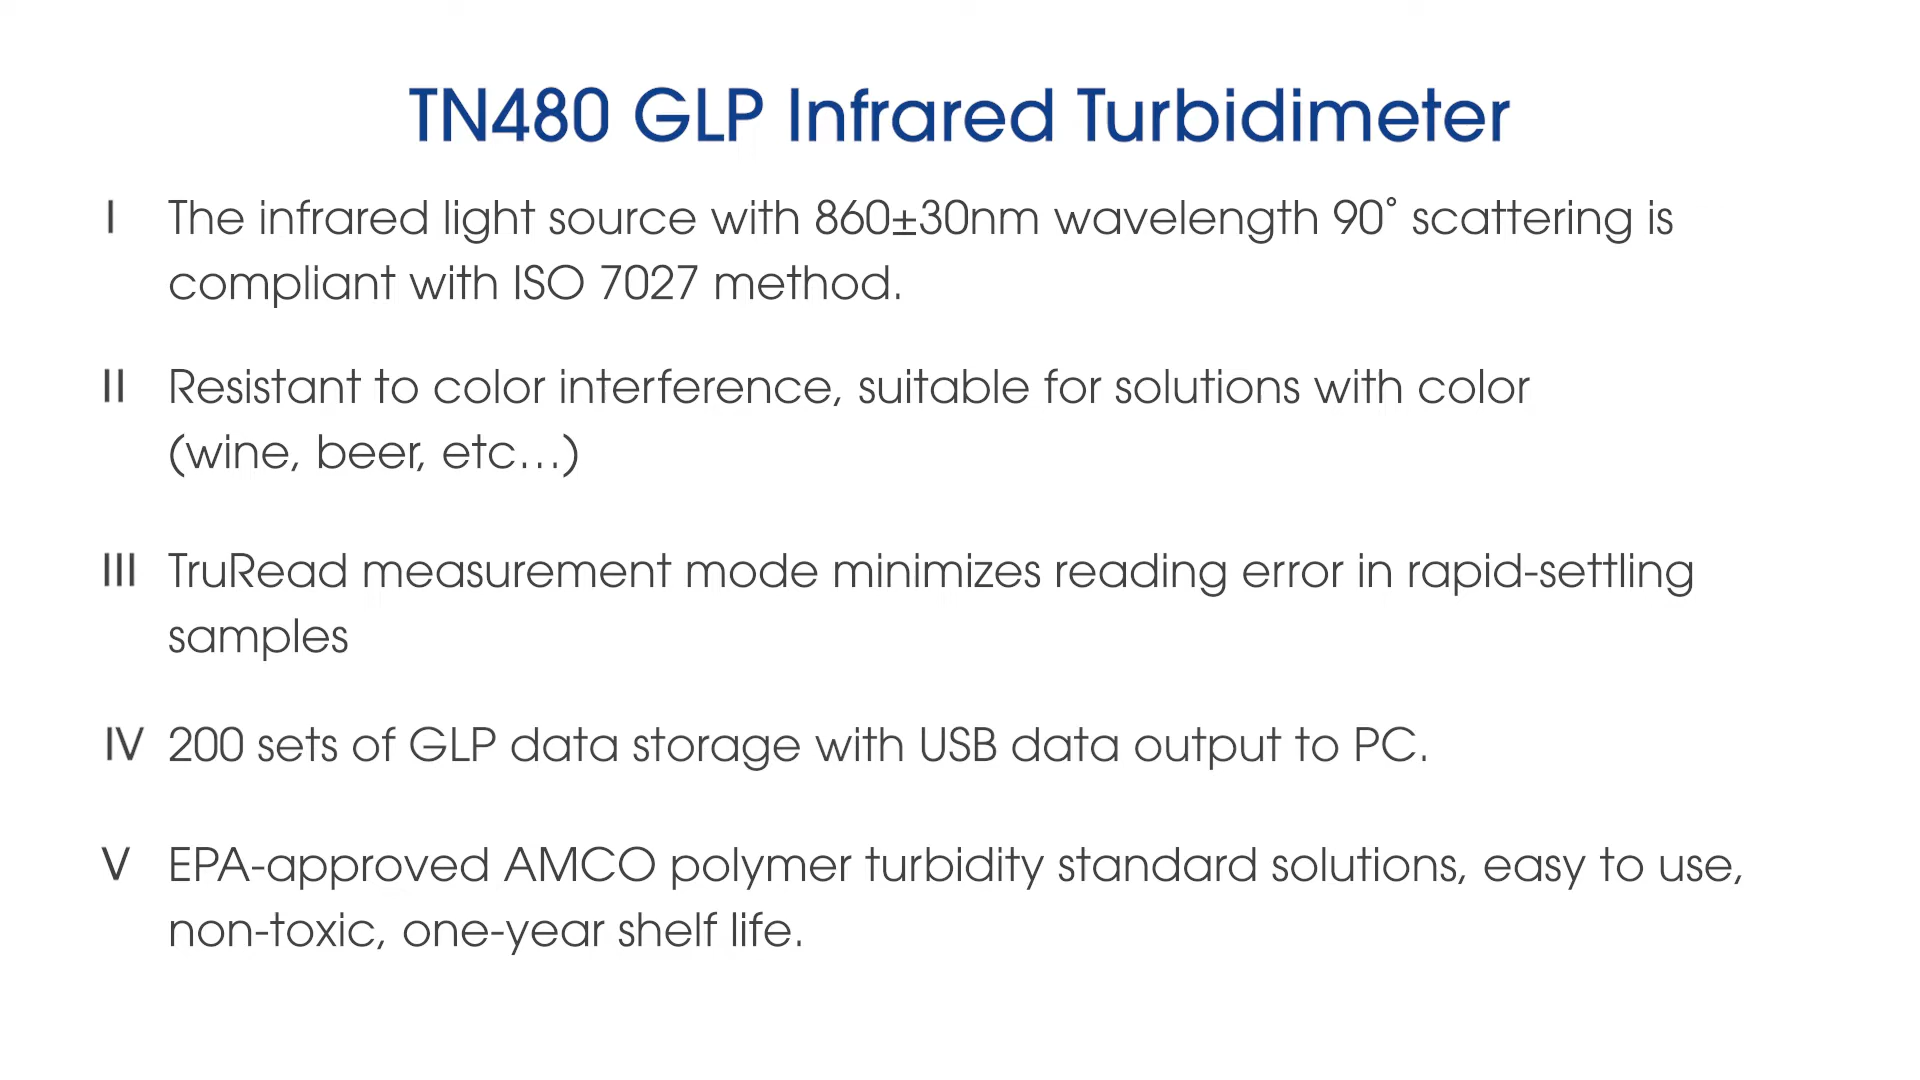 TN480 GLP Infrared Turbidimeter
I The infrared light source with 860±30nm wavelength 90˚ scattering is
compliant with ISO 7027 method.
II Resistant to color interference, suitable for solutions with color
(wine, beer, etc…)
III TruRead measurement mode minimizes reading error in rapid-settling
samples
IV 200 sets of GLP data storage with USB data output to PC.
V EPA-approved AMCO polymer turbidity standard solutions, easy to use,
non-toxic, one-year shelf life.